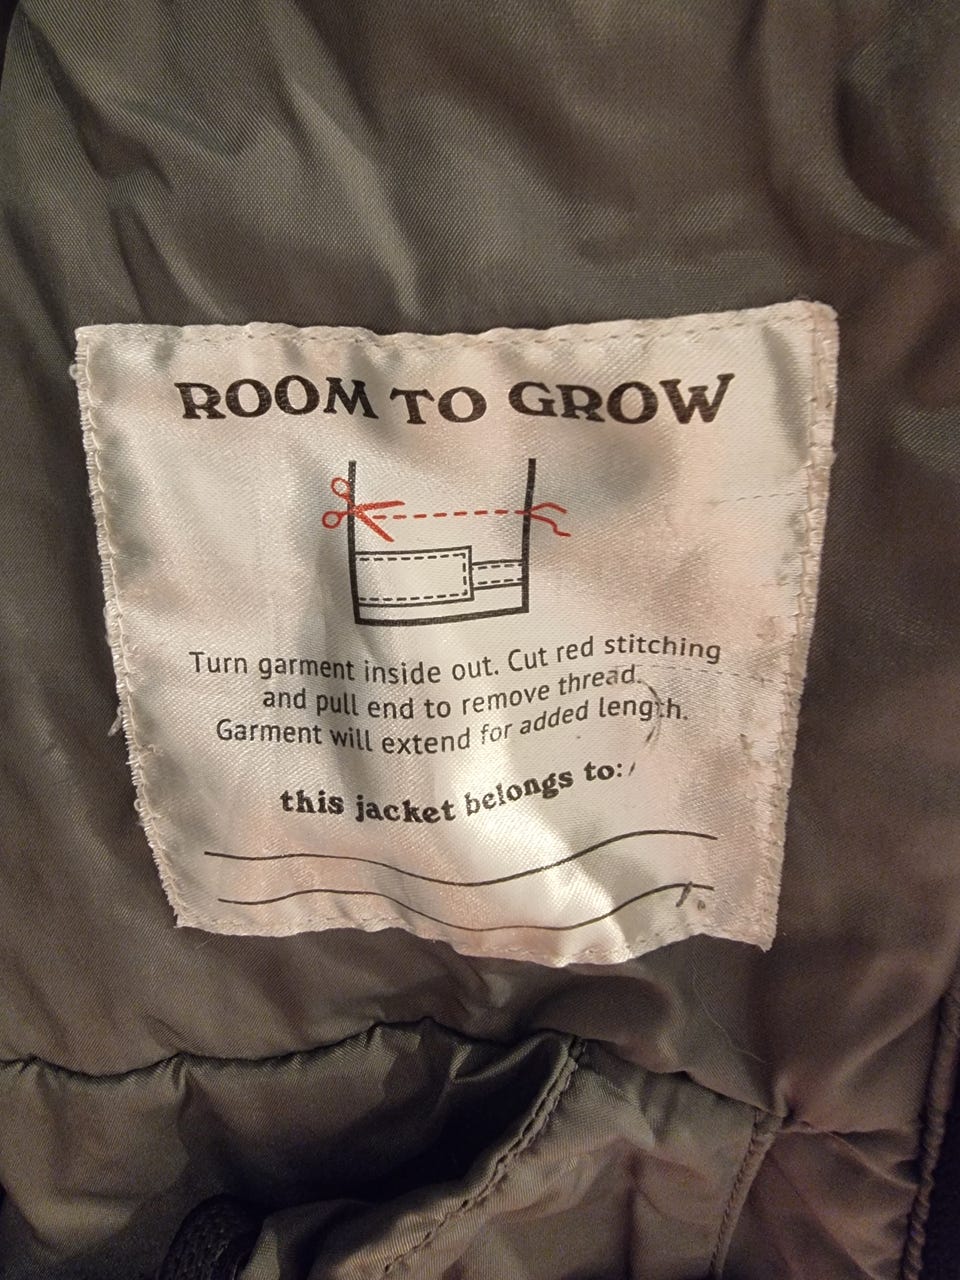 ROOM TO GROW
Turn garment inside out. Cut red stitching
and pull end to remove thread.
Garment will extend for added length.
this jacket belongs to: